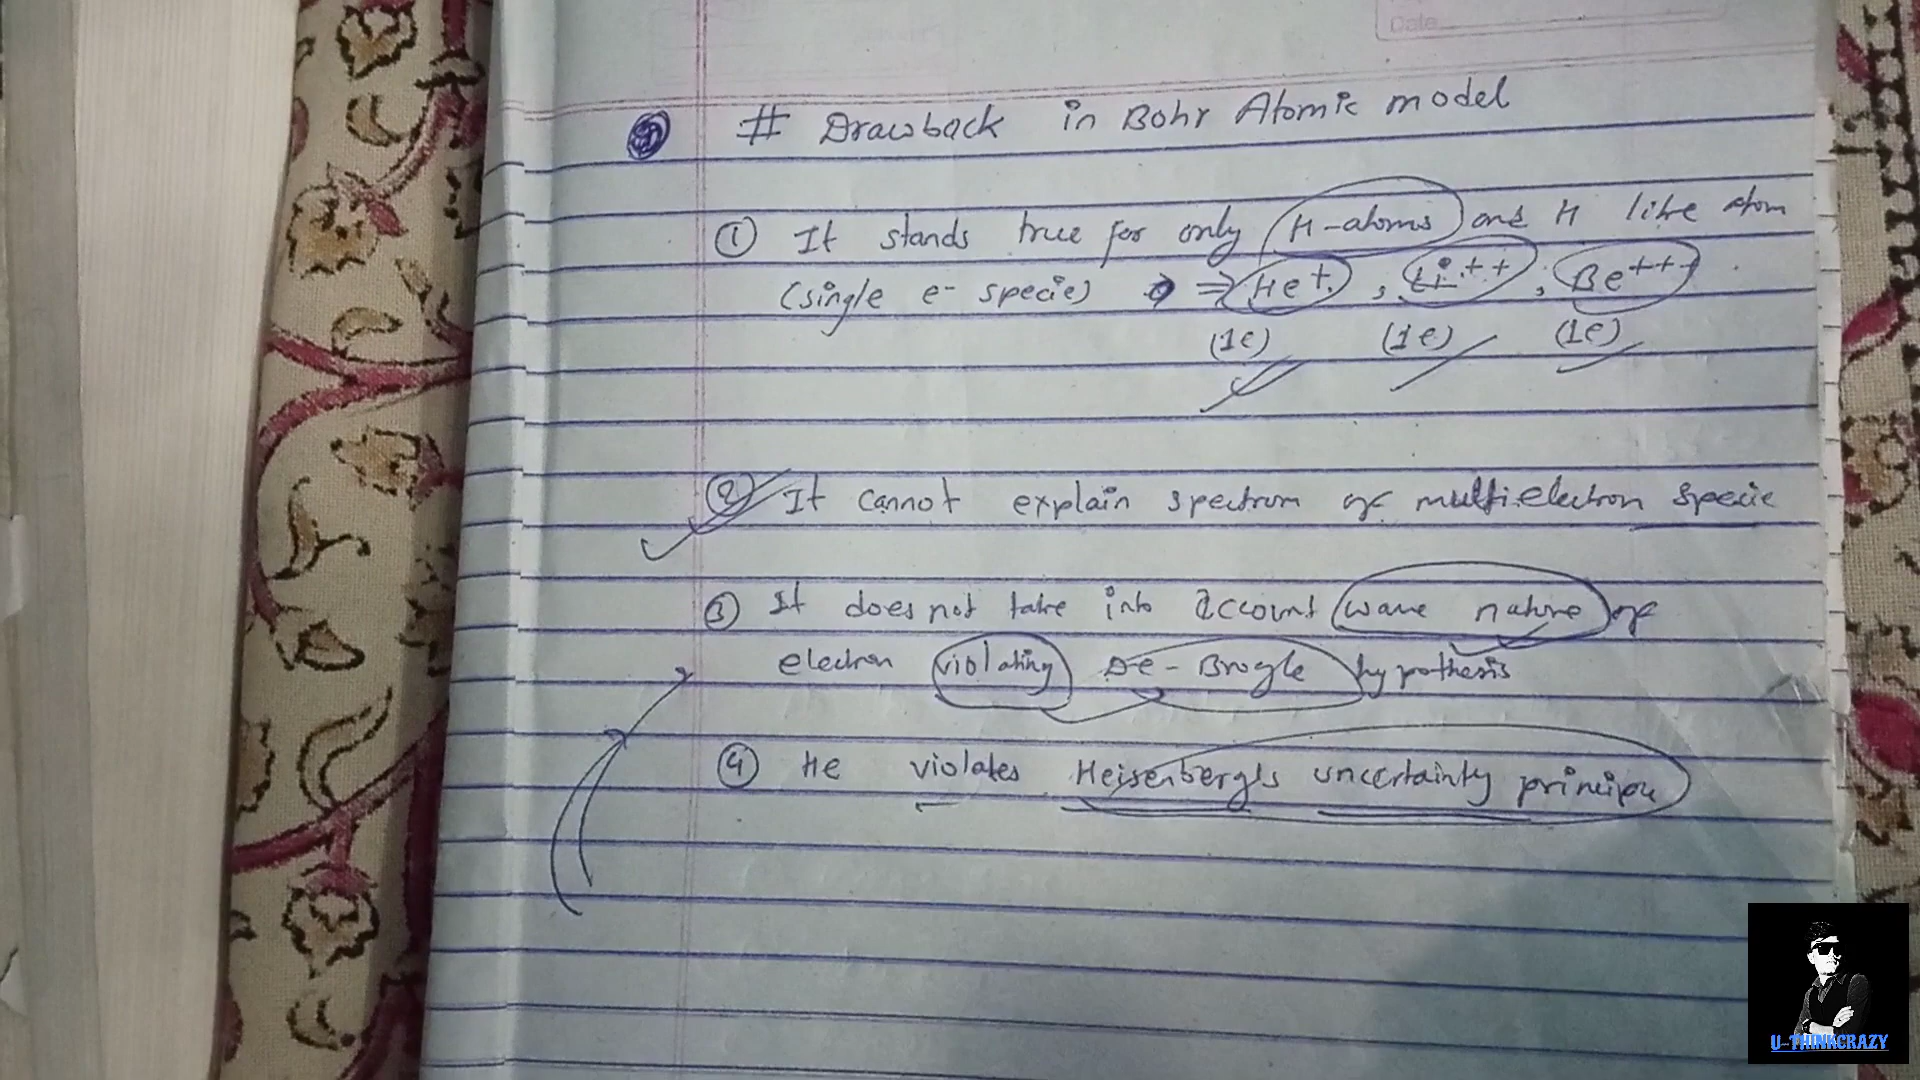 Date
# Drawback in Bohr Atomic model
① It stands true for only H-atoms and H like atom
(single e- specie) ⇒ He+, Li++, Be+++
(1e) (1e) (1e)
② It cannot explain spectrum of multielectron specie
③ It does not take into account wave nature of
electron violating De-Brogle hypothesis
④ He violates Heisenberg's uncertainty principle
U-THINKCRAZY